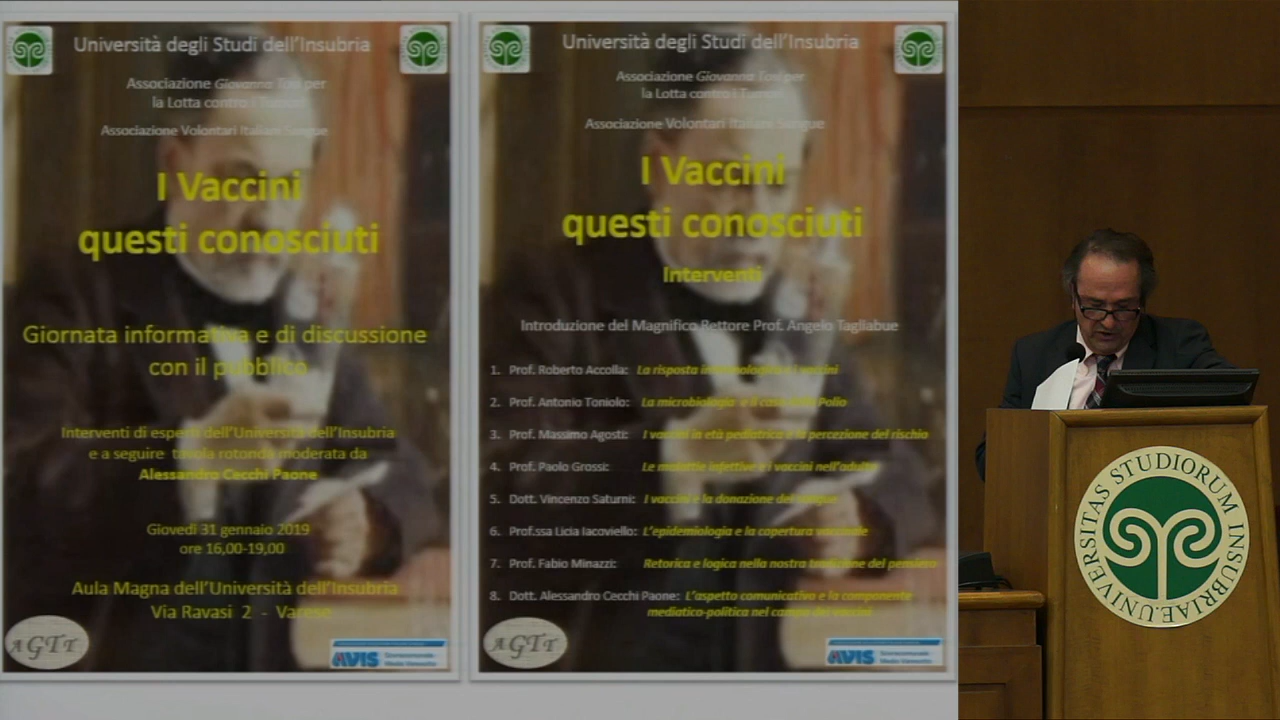 Università degli Studi dell'Insubria
Associazione Giovanna Tosi per
la Lotta contro i Tumori
Associazione Volontari Italiani Sangue
I Vaccini
questi conosciuti
Giornata informativa e di discussione
con il pubblico
Interventi di esperti dell'Università dell'Insubria
e a seguire tavola rotonda moderata da
Alessandro Cecchi Paone
Giovedì 31 gennaio 2019
ore 16,00-19,00
Aula Magna dell'Università dell'Insubria
Via Ravasi 2 - Varese
AGTT
AVIS
Università degli Studi dell'Insubria
Associazione Giovanna Tosi per
la Lotta contro i Tumori
Associazione Volontari Italiani Sangue
I Vaccini
questi conosciuti
Interventi
Introduzione del Magnifico Rettore Prof. Angelo Tagliabue
1. Prof. Roberto Accolla: La risposta immunologica e i vaccini
2. Prof. Antonio Toniolo: La microbiologia e il caso della Polio
3. Prof. Massimo Agosti: I vaccini in età pediatrica e la percezione del rischio
4. Prof. Paolo Grossi: Le malattie infettive e i vaccini nell'adulto
5. Dott. Vincenzo Saturni: I vaccini e la donazione del sangue
6. Prof.ssa Licia Iacoviello: L'epidemiologia e la copertura vaccinale
7. Prof. Fabio Minazzi: Retorica e logica nella nostra tradizione del pensiero
8. Dott. Alessandro Cecchi Paone: L'aspetto comunicativo e la componente
mediatico-politica nel campo dei vaccini
AGTT
AVIS
UNIVERSITAS STUDIORUM INSUBRIAE